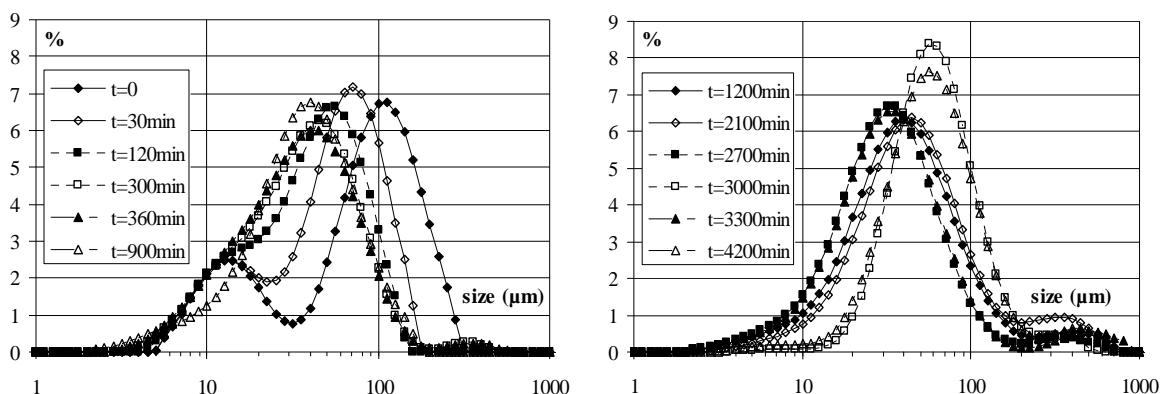 9
8
7
6
5
4
3
2
1
0
%
t=0
t=30min
t=120min
t=300min
t=360min
t=900min
size (µm)
1 10 100 1000
9
8
7
6
5
4
3
2
1
0
%
t=1200min
t=2100min
t=2700min
t=3000min
t=3300min
t=4200min
size (µm)
1 10 100 1000